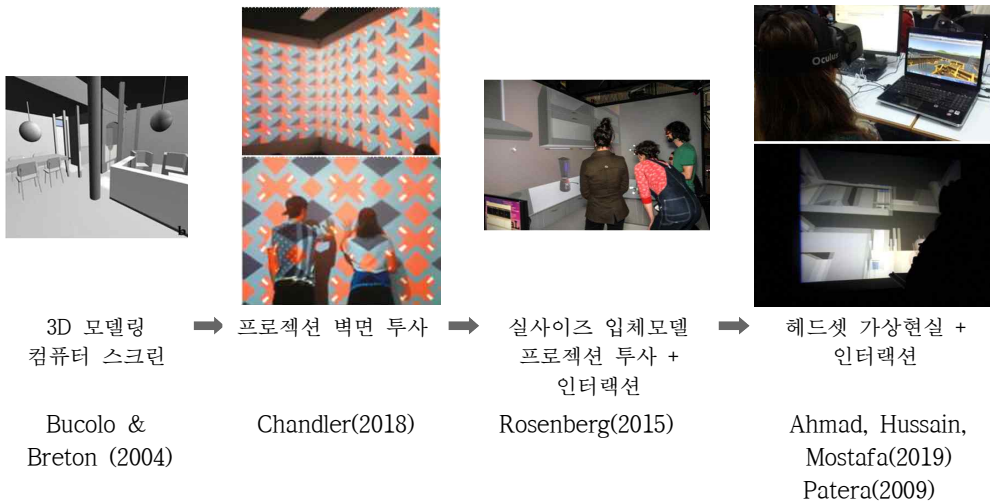 Oculus
3D 모델링
컴퓨터 스크린
Bucolo &
Breton (2004)
프로젝션 벽면 투사
Chandler(2018)
실사이즈 입체모델
프로젝션 투사 +
인터랙션
Rosenberg(2015)
헤드셋 가상현실 +
인터랙션
Ahmad, Hussain,
Mostafa(2019)
Patera(2009)